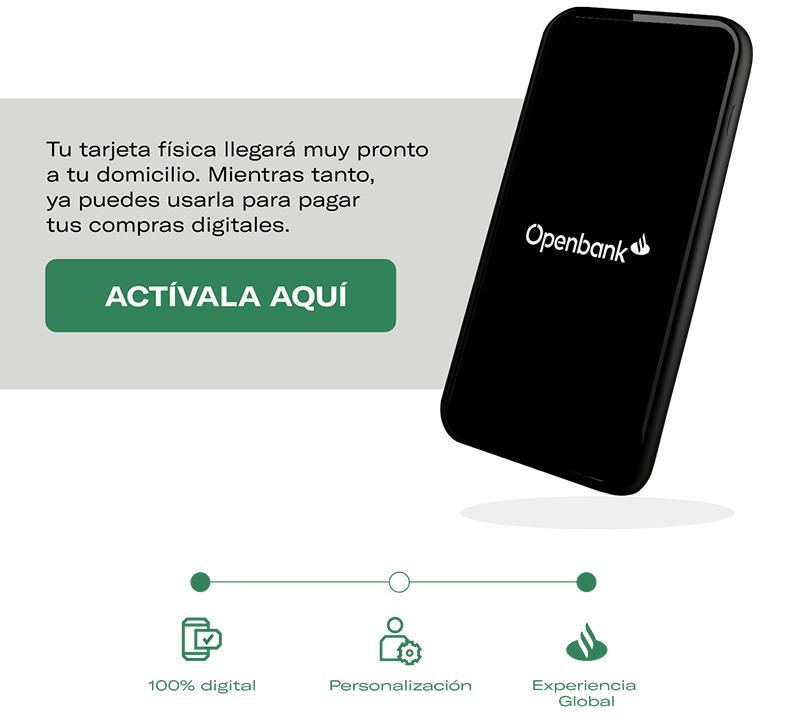 Tu tarjeta física llegará muy pronto
a tu domicilio. Mientras tanto,
ya puedes usarla para pagar
tus compras digitales.
ACTÍVALA AQUÍ
Openbank
100% digital
Personalización
Experiencia
Global